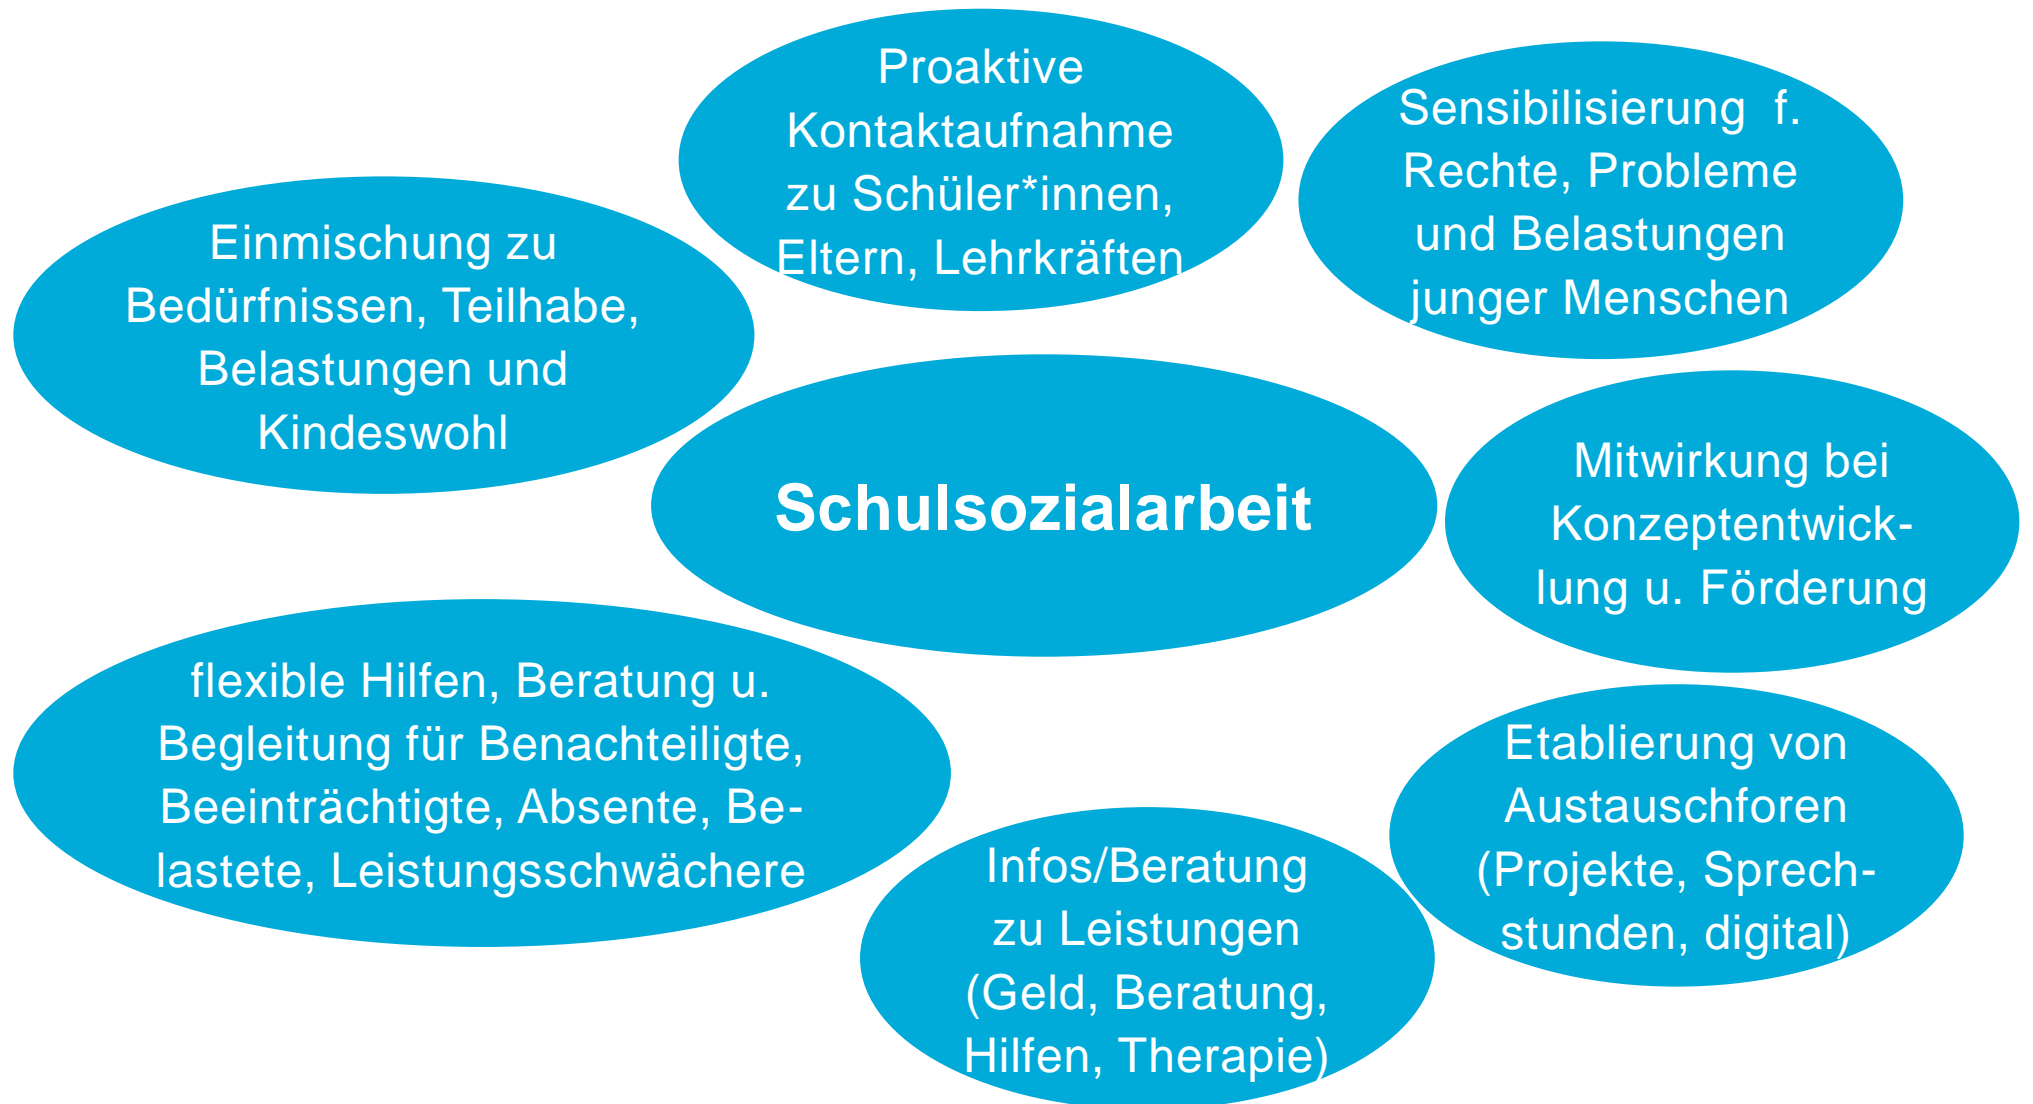 Proaktive
Kontaktaufnahme
zu Schüler*innen,
Eltern, Lehrkräften
Sensibilisierung f.
Rechte, Probleme
und Belastungen
junger Menschen
Einmischung zu
Bedürfnissen, Teilhabe,
Belastungen und
Kindeswohl
Schulsozialarbeit
Mitwirkung bei
Konzeptentwick-
lung u. Förderung
flexible Hilfen, Beratung u.
Begleitung für Benachteiligte,
Beeinträchtigte, Absente, Be-
lastete, Leistungsschwächere
Etablierung von
Austauschforen
(Projekte, Sprech-
stunden, digital)
Infos/Beratung
zu Leistungen
(Geld, Beratung,
Hilfen, Therapie)